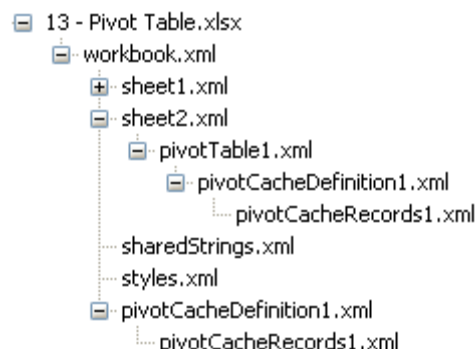 13 - Pivot Table.xlsx
workbook.xml
sheet1.xml
sheet2.xml
pivotTable1.xml
pivotCacheDefinition1.xml
pivotCacheRecords1.xml
sharedStrings.xml
styles.xml
pivotCacheDefinition1.xml
pivotCacheRecords1.xml